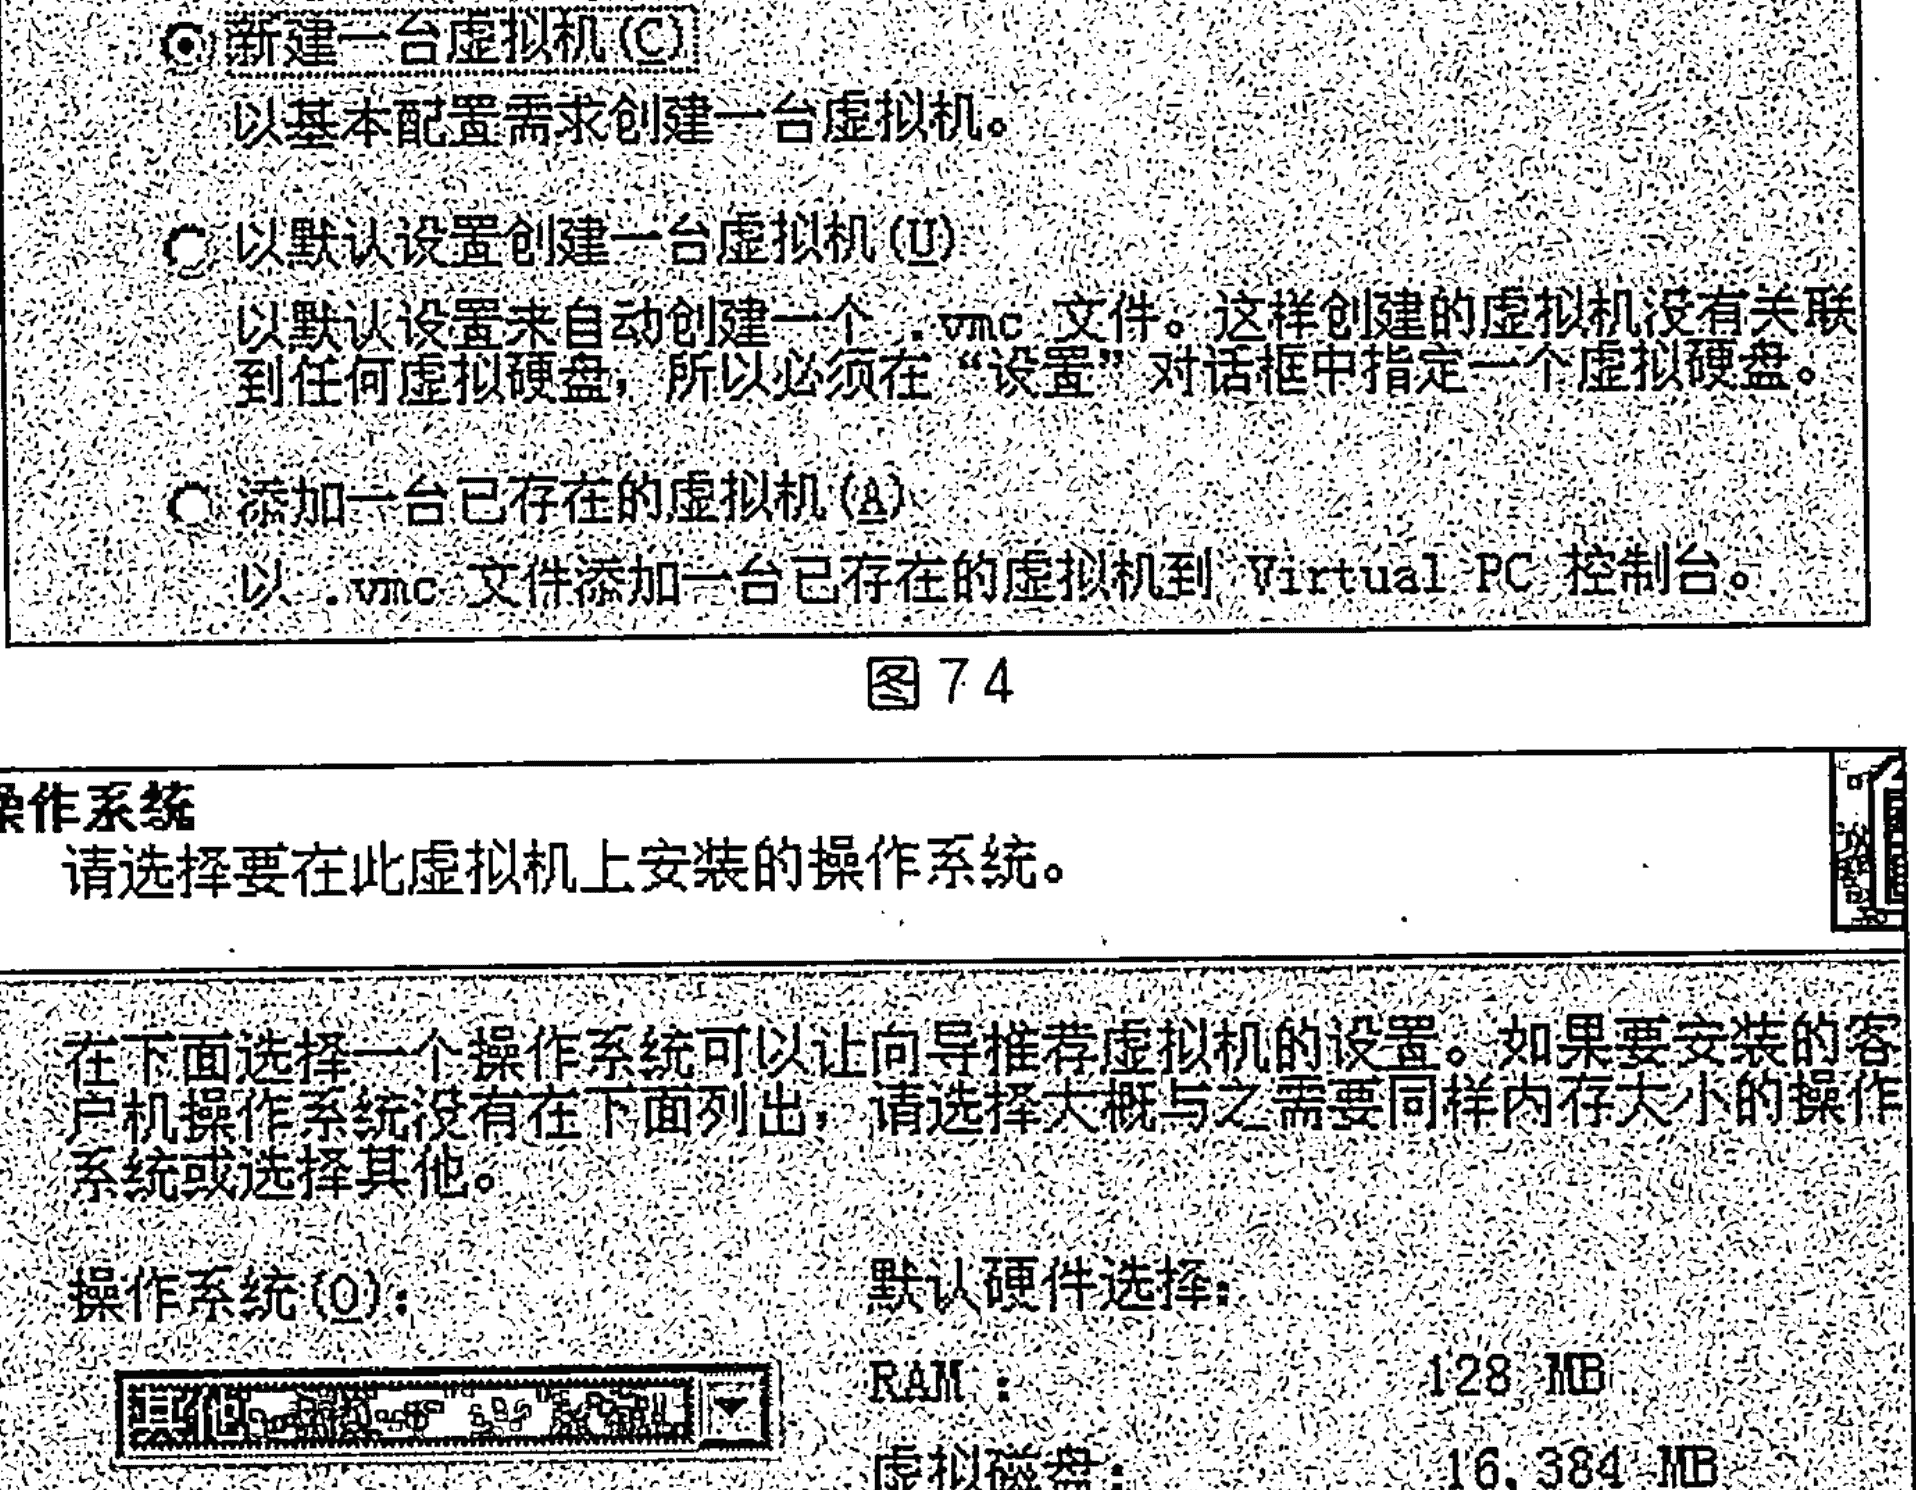 新建一台虚拟机(C)
以基本配置需求创建一台虚拟机。
以默认设置创建一台虚拟机(U)
以默认设置来自动创建一个 .vmc 文件。这样创建的虚拟机没有关联
到任何虚拟硬盘，所以必须在“设置”对话框中指定一个虚拟硬盘。
添加一台已存在的虚拟机(A)
以 .vmc 文件添加一台已存在的虚拟机到 Virtual PC 控制台。
图74
操作系统
请选择要在此虚拟机上安装的操作系统。
在下面选择一个操作系统可以让向导推荐虚拟机的设置。如果要安装的客
户机操作系统没有在下面列出，请选择大概与之需要同样内存大小的操作
系统或选择其他。
操作系统(O):
默认硬件选择:
其他
RAM :
128 MB
虚拟磁盘:
16,384 MB